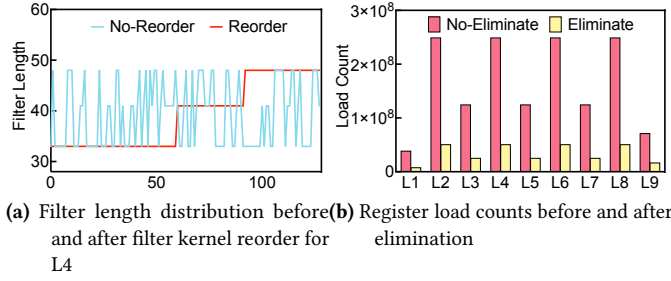 60
50
40
30
Filter Length
No-Reorder
Reorder
0
50
100
(a) Filter length distribution before
and after filter kernel reorder for
L4
3×10⁸
2×10⁸
1×10⁸
0
Load Count
No-Eliminate
Eliminate
L1 L2 L3 L4 L5 L6 L7 L8 L9
(b) Register load counts before and after
elimination